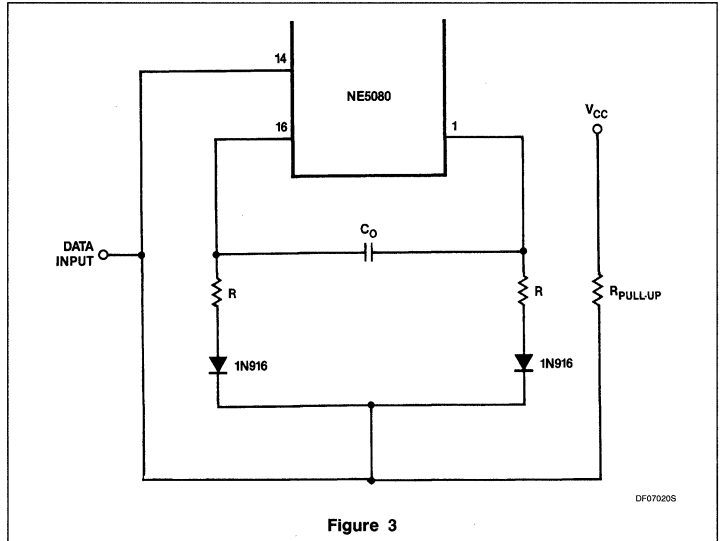 14
NE5080
16
1
VCC
CO
DATA
INPUT
R
R
RPULL-UP
1N916
1N916
DF07020S
Figure 3